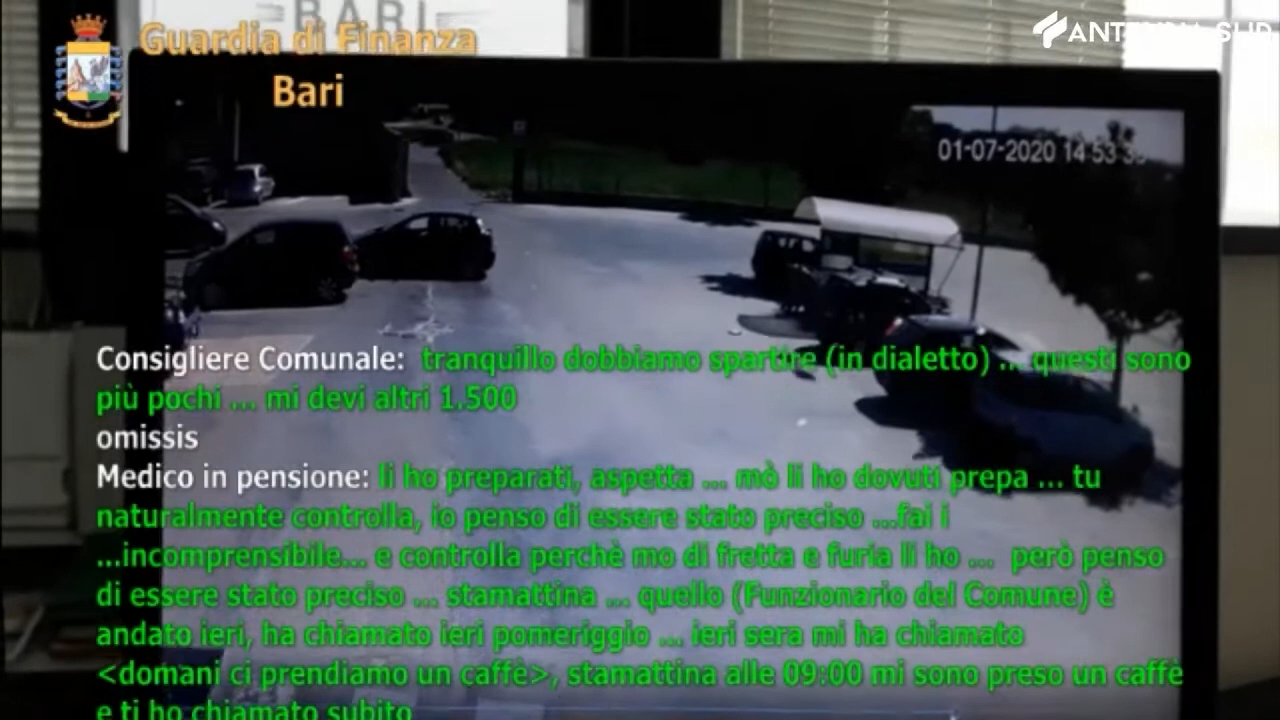 BARI
Guardia di Finanza
Bari
ANTENNA SUD
01-07-2020 14 53 3
Consigliere Comunale: tranquillo dobbiamo spartire (in dialetto) ... questi sono
più pochi ... mi devi altri 1.500
omissis
Medico in pensione: li ho preparati, aspetta ... mò li ho dovuti prepa ... tu
naturalmente controlla, io penso di essere stato preciso ...fai i
...incomprensibile... e controlla perchè mo di fretta e furia li ho ... però penso
di essere stato preciso ... stamattina ... quello (Funzionario del Comune) è
andato ieri, ha chiamato ieri pomeriggio ... ieri sera mi ha chiamato
<domani ci prendiamo un caffè>, stamattina alle 09:00 mi sono preso un caffè
e ti ho chiamato subito